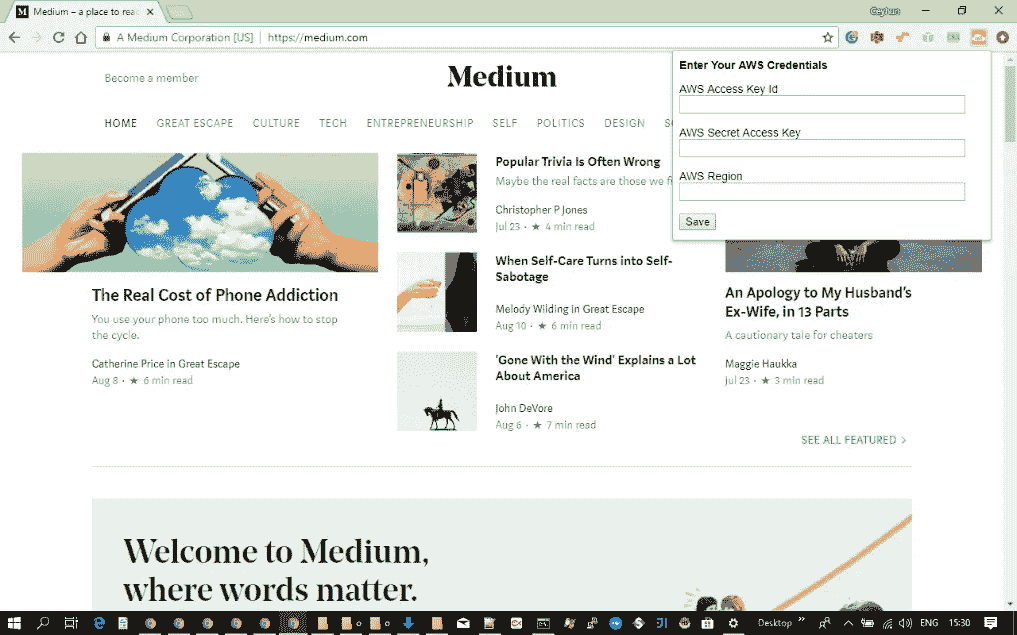 Medium – a place to read
Ceyhun
A Medium Corporation [US]
https://medium.com
Become a member
Medium
HOME GREAT ESCAPE CULTURE TECH ENTREPRENEURSHIP SELF POLITICS DESIGN
Enter Your AWS Credentials
AWS Access Key Id
AWS Secret Access Key
AWS Region
Save
The Real Cost of Phone Addiction
You use your phone too much. Here's how to stop
the cycle.
Catherine Price in Great Escape
Aug 8 · ★ 6 min read
Popular Trivia Is Often Wrong
Maybe the real facts are those we
Christopher P Jones
Jul 23 · ★ 4 min read
When Self-Care Turns into Self-
Sabotage
Melody Wilding in Great Escape
Aug 10 · ★ 6 min read
'Gone With the Wind' Explains a Lot
About America
John DeVore
Aug 6 · ★ 7 min read
An Apology to My Husband's
Ex-Wife, in 13 Parts
A cautionary tale for cheaters
Maggie Haukka
Jul 23 · ★ 3 min read
SEE ALL FEATURED >
Welcome to Medium,
where words matter.
Desktop
ENG
15:30